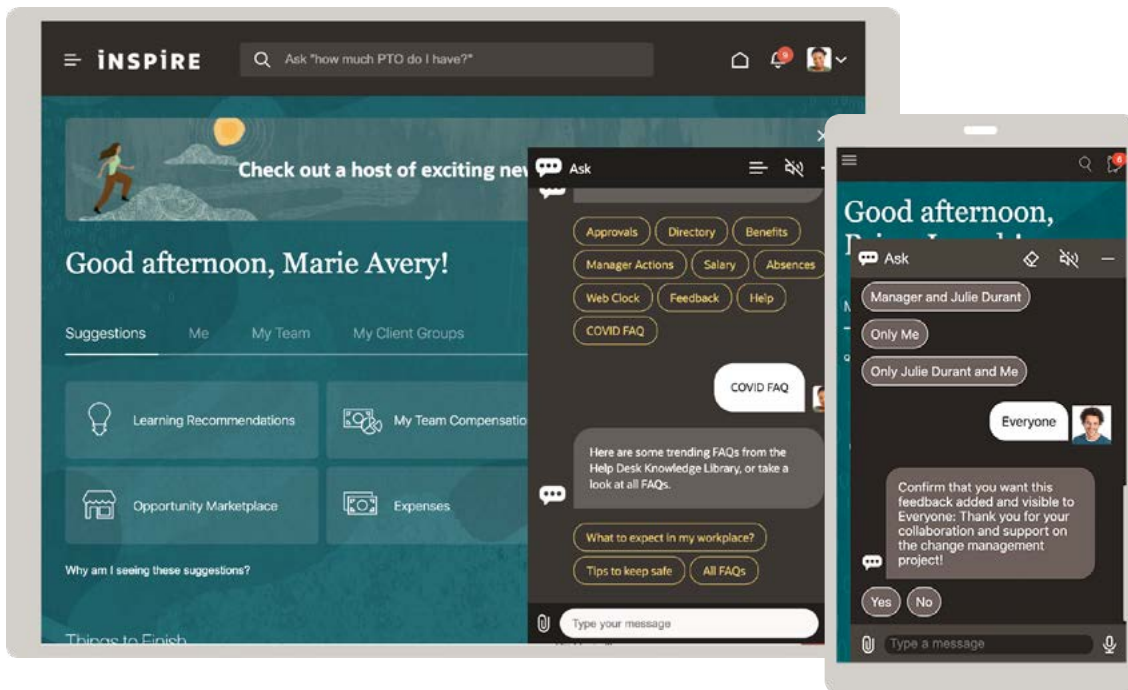 iNSPiRE
Ask "how much PTO do I have?"
9
Check out a host of exciting new
Good afternoon, Marie Avery!
Suggestions Me My Team My Client Groups
Learning Recommendations
My Team Compensatio
Opportunity Marketplace
Expenses
Why am I seeing these suggestions?
Things to Finish
Ask
Approvals
Directory
Benefits
Manager Actions
Salary
Absences
Web Clock
Feedback
Help
COVID FAQ
COVID FAQ
Here are some trending FAQs from the
Help Desk Knowledge Library, or take a
look at all FAQs.
What to expect in my workplace?
Tips to keep safe
All FAQs
Type your message
6
Good afternoon,
Ask
Manager and Julie Durant
Only Me
Only Julie Durant and Me
Everyone
Confirm that you want this
feedback added and visible to
Everyone: Thank you for your
collaboration and support on
the change management
project!
Yes
No
Type a message